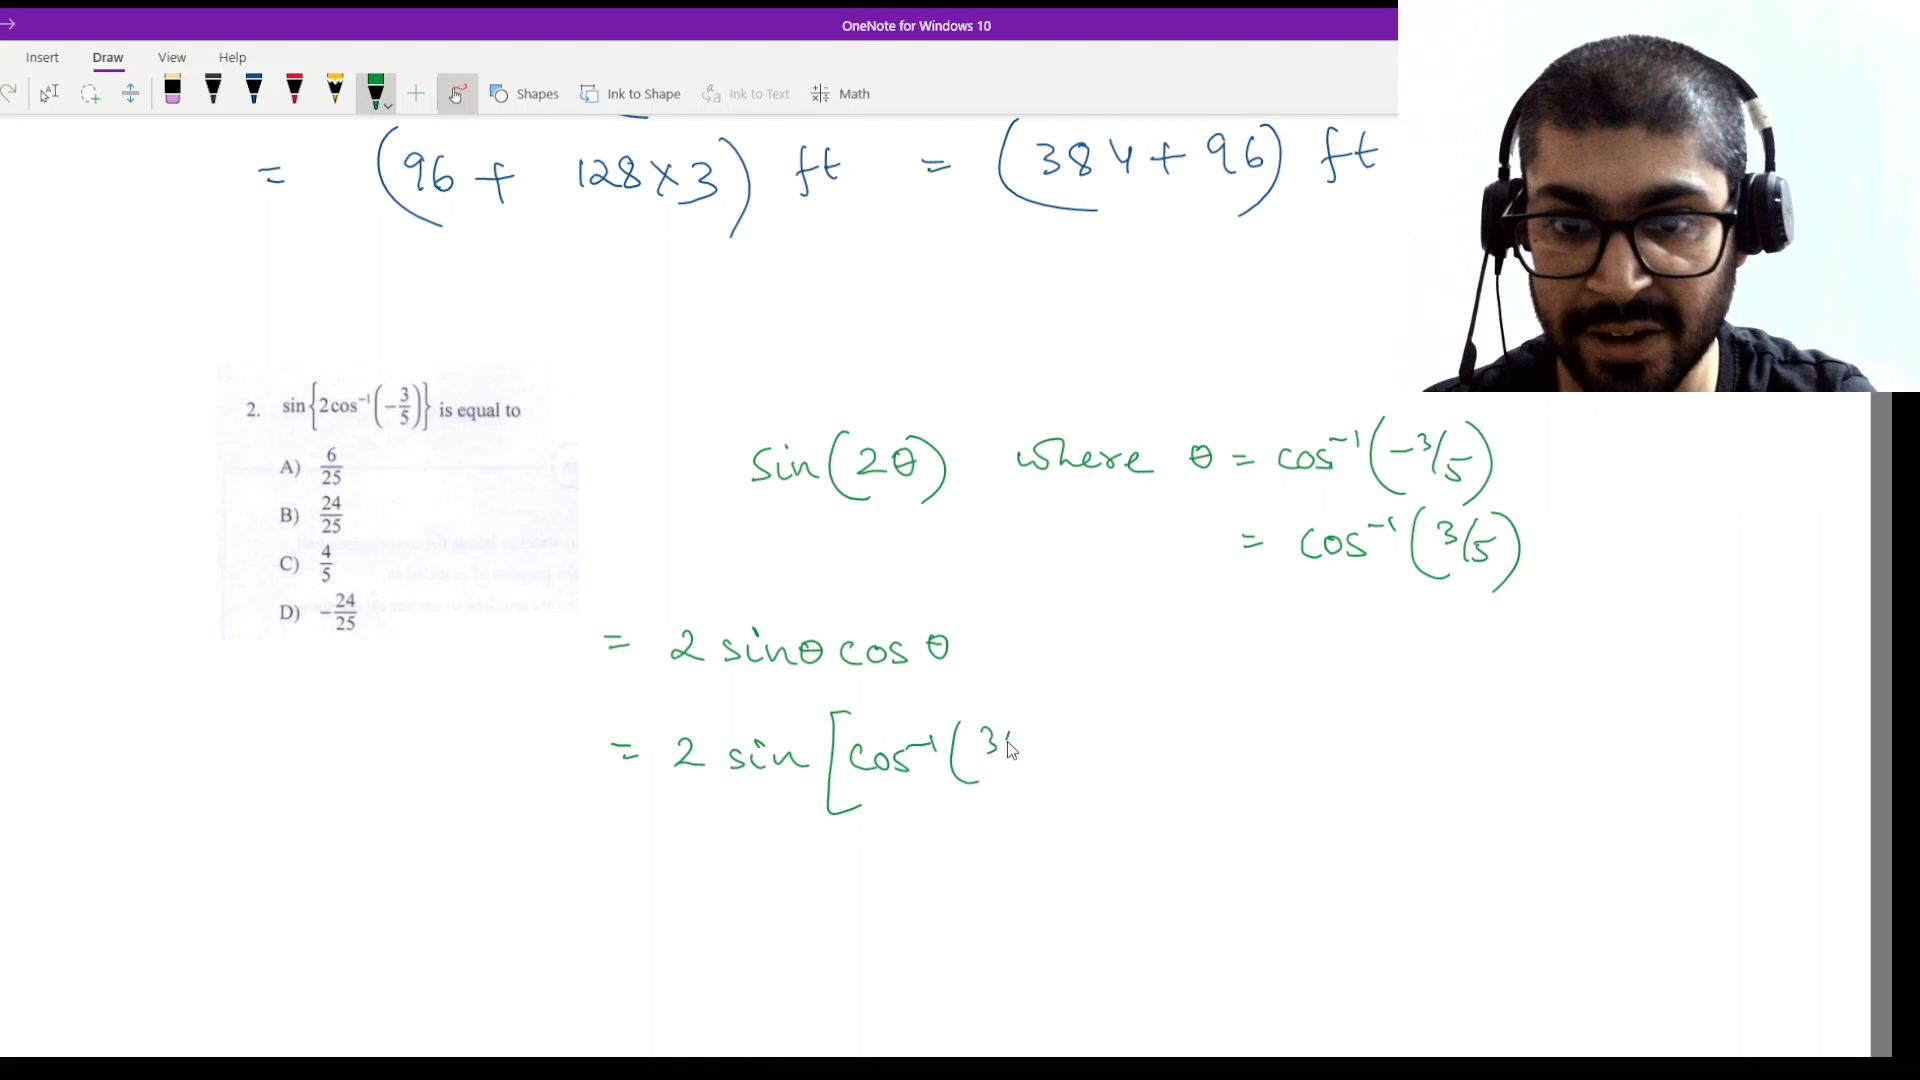 OneNote for Windows 10
Insert Draw View Help
Shapes Ink to Shape Ink to Text Math
= (96 + 128×3) ft = (384 + 96) ft
2. sin{2cos⁻¹(-3/5)} is equal to
A) 6/25
B) 24/25
C) 4/5
D) -24/25
sin(2θ) where θ = cos⁻¹(-3/5)
= cos⁻¹(3/5)
= 2 sinθ cos θ
= 2 sin [cos⁻¹(3